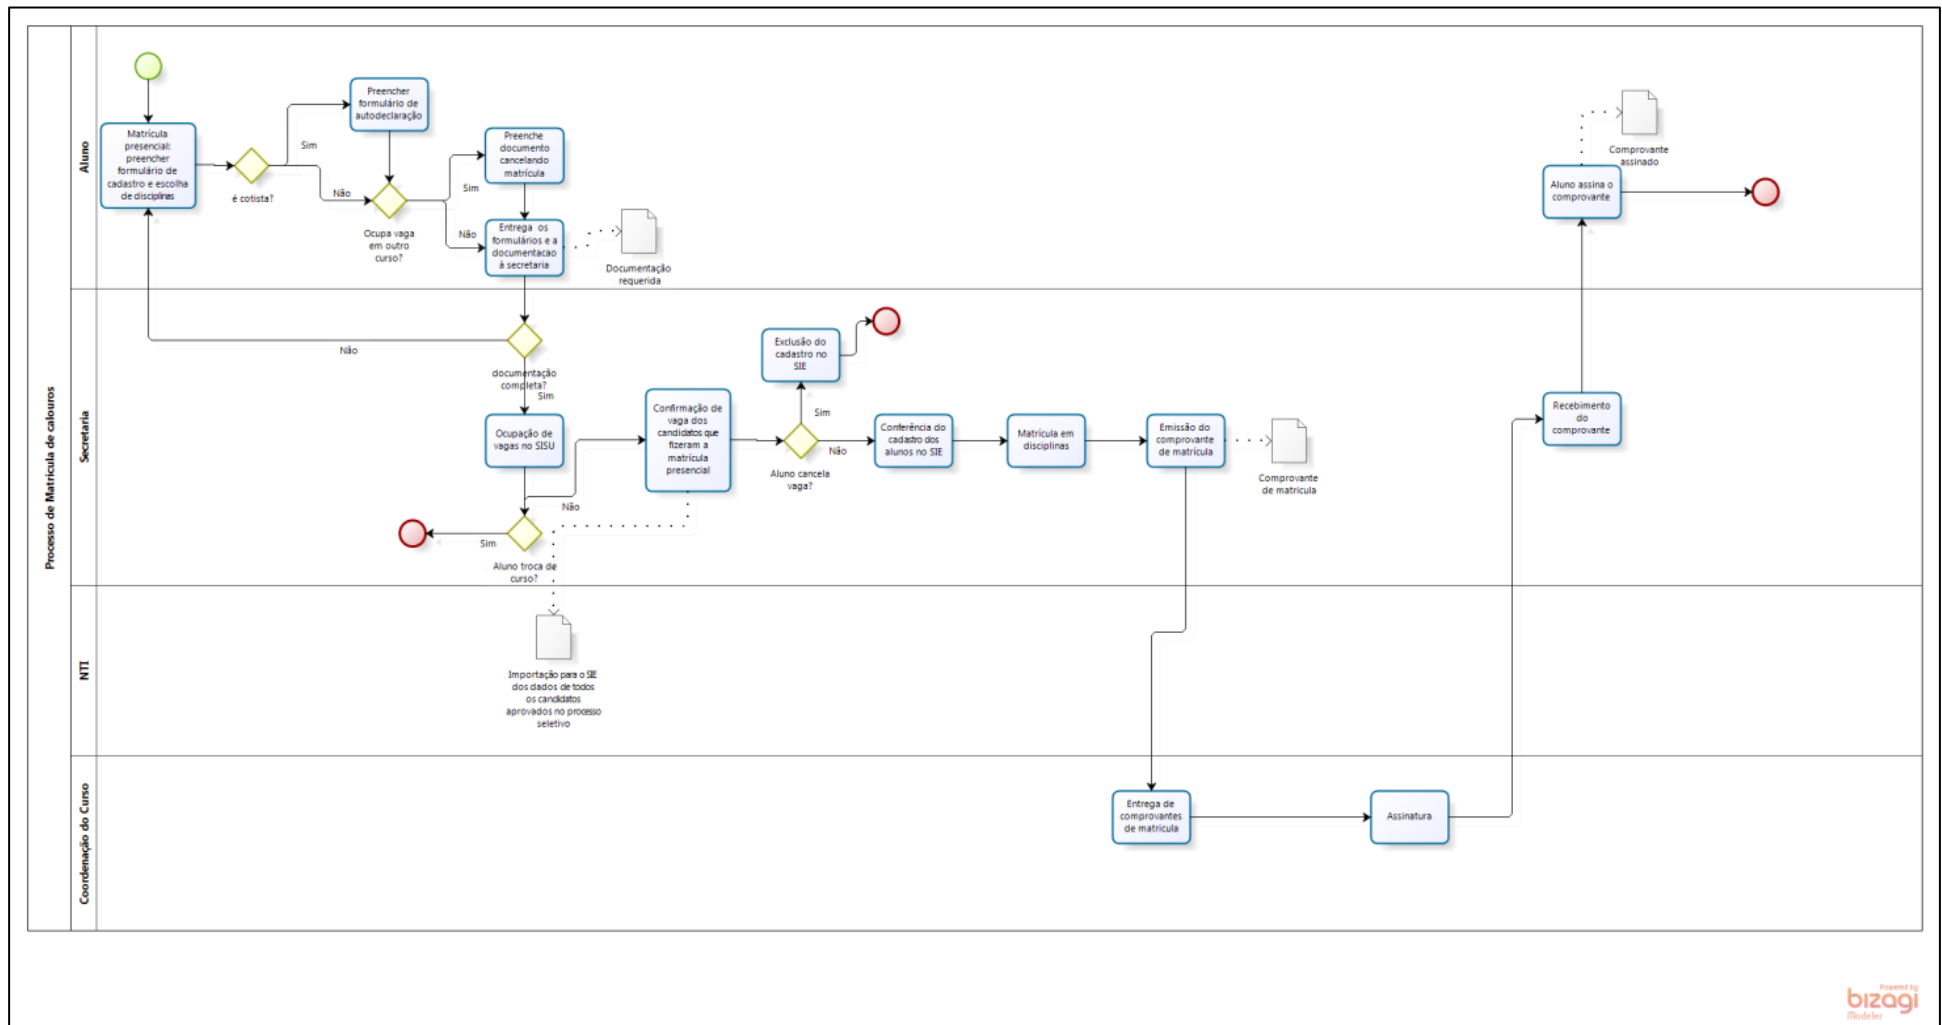 Processo de Matrícula de calouros
Aluno
Matrícula
presencial:
preencher
formulário de
cadastro e escolha
de disciplinas
é cotista?
Sim
Não
Preencher
formulário de
autodeclaração
Ocupa vaga
em outro
curso?
Sim
Não
Preenche
documento
cancelando
matrícula
Entrega os
formulários e a
documentacao
à secretaria
Documentação
requerida
Aluno assina o
comprovante
Comprovante
assinado
Secretaria
documentação
completa?
Não
Sim
Ocupação de
vagas no SISU
Aluno troca de
curso?
Sim
Não
Confirmação de
vaga dos
candidatos que
fizeram a
matrícula
presencial
Aluno cancela
vaga?
Sim
Não
Exclusão do
cadastro no
SIE
Conferência do
cadastro dos
alunos no SIE
Matrícula em
disciplinas
Emissão do
comprovante
de matrícula
Comprovante
de matrícula
Recebimento
do
comprovante
NTI
Importação para o SIE
dos dados de todos
os candidatos
aprovados no processo
seletivo
Coordenação do Curso
Entrega de
comprovantes
de matrícula
Assinatura
Powered by
bizagi
Modeler